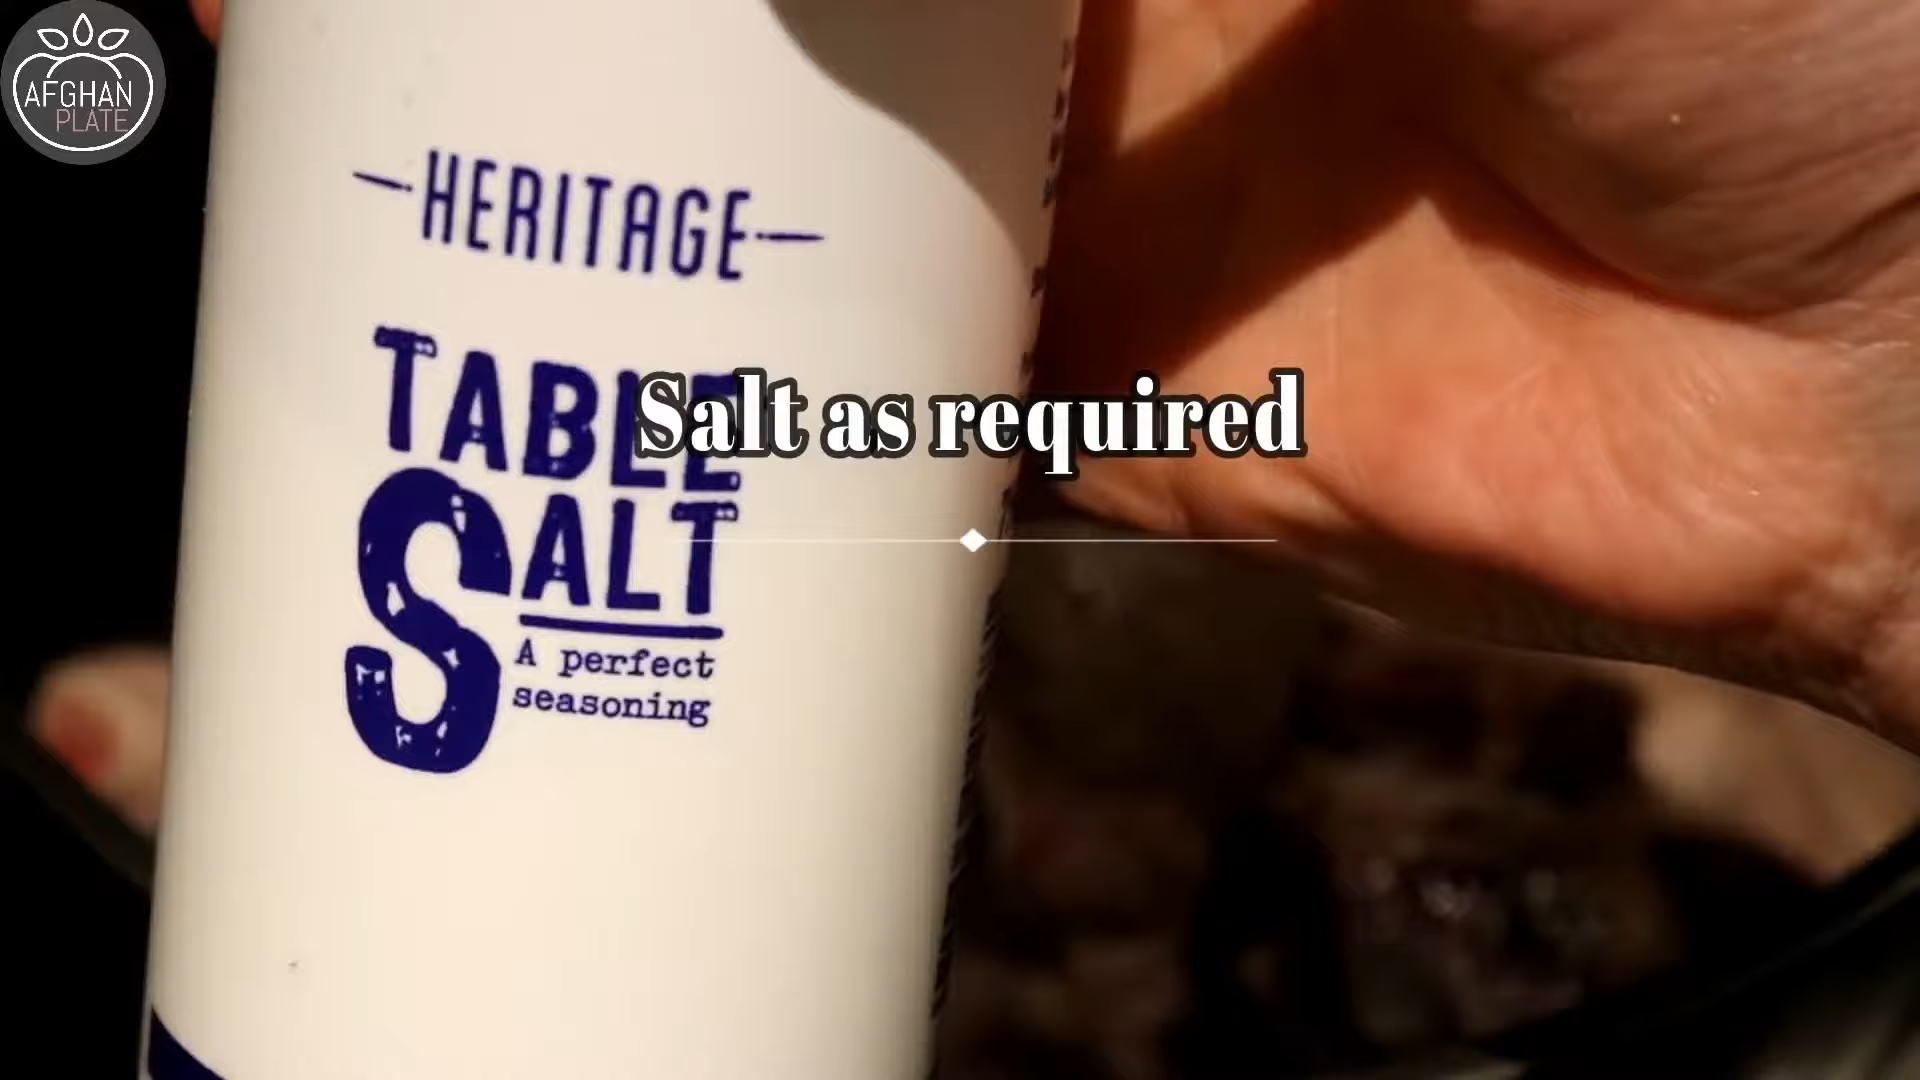 AFGHAN
PLATE
HERITAGE
TABLE
SALT
A perfect
seasoning
Salt as required